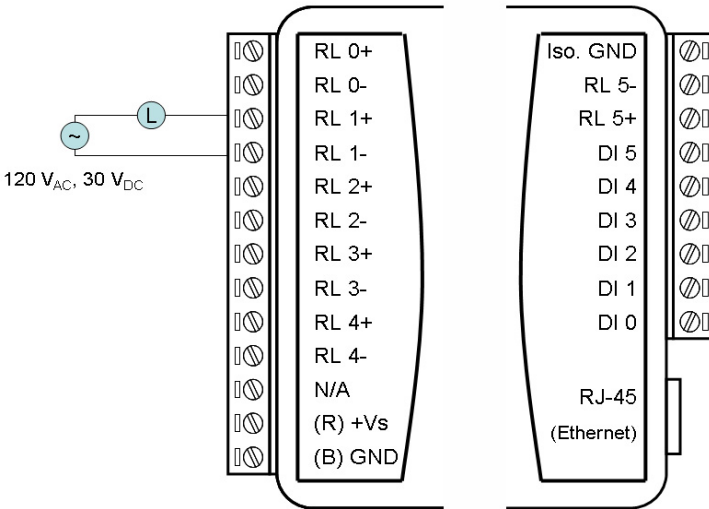 RL 0+
RL 0-
RL 1+
RL 1-
RL 2+
RL 2-
RL 3+
RL 3-
RL 4+
RL 4-
N/A
(R) +Vs
(B) GND
L
~
120 VAC, 30 VDC
Iso. GND
RL 5-
RL 5+
DI 5
DI 4
DI 3
DI 2
DI 1
DI 0
RJ-45
(Ethernet)